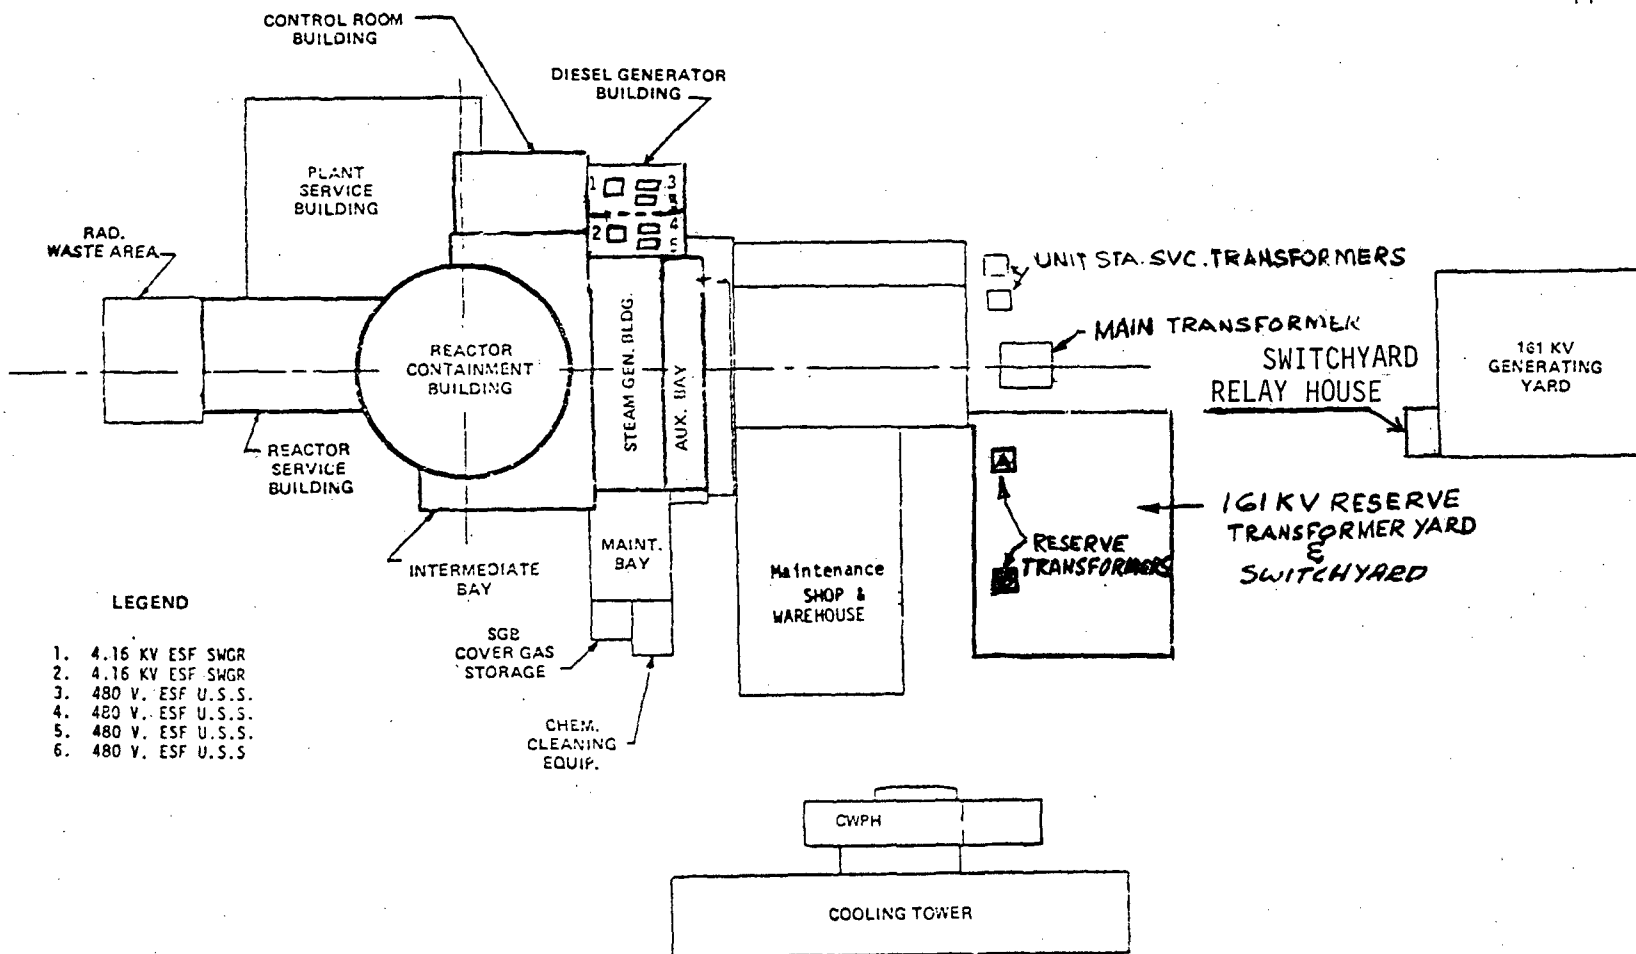 CONTROL ROOM
BUILDING
DIESEL GENERATOR
BUILDING
PLANT
SERVICE
BUILDING
1
3
2
4
RAD.
WASTE AREA
UNIT STA. SVC. TRANSFORMERS
MAIN TRANSFORMER
SWITCHYARD
RELAY HOUSE
161 KV
GENERATING
YARD
REACTOR
CONTAINMENT
BUILDING
STEAM GEN. BLDG.
AUX. BAY
REACTOR
SERVICE
BUILDING
161 KV RESERVE
TRANSFORMER YARD
&
SWITCHYARD
RESERVE
TRANSFORMERS
INTERMEDIATE
BAY
MAINT.
BAY
Maintenance
SHOP &
WAREHOUSE
LEGEND
1. 4.16 KV ESF SWGR
2. 4.16 KV ESF SWGR
3. 480 V. ESF U.S.S.
4. 480 V. ESF U.S.S.
5. 480 V. ESF U.S.S.
6. 480 V. ESF U.S.S
SGB
COVER GAS
STORAGE
CHEM.
CLEANING
EQUIP.
CWPH
COOLING TOWER